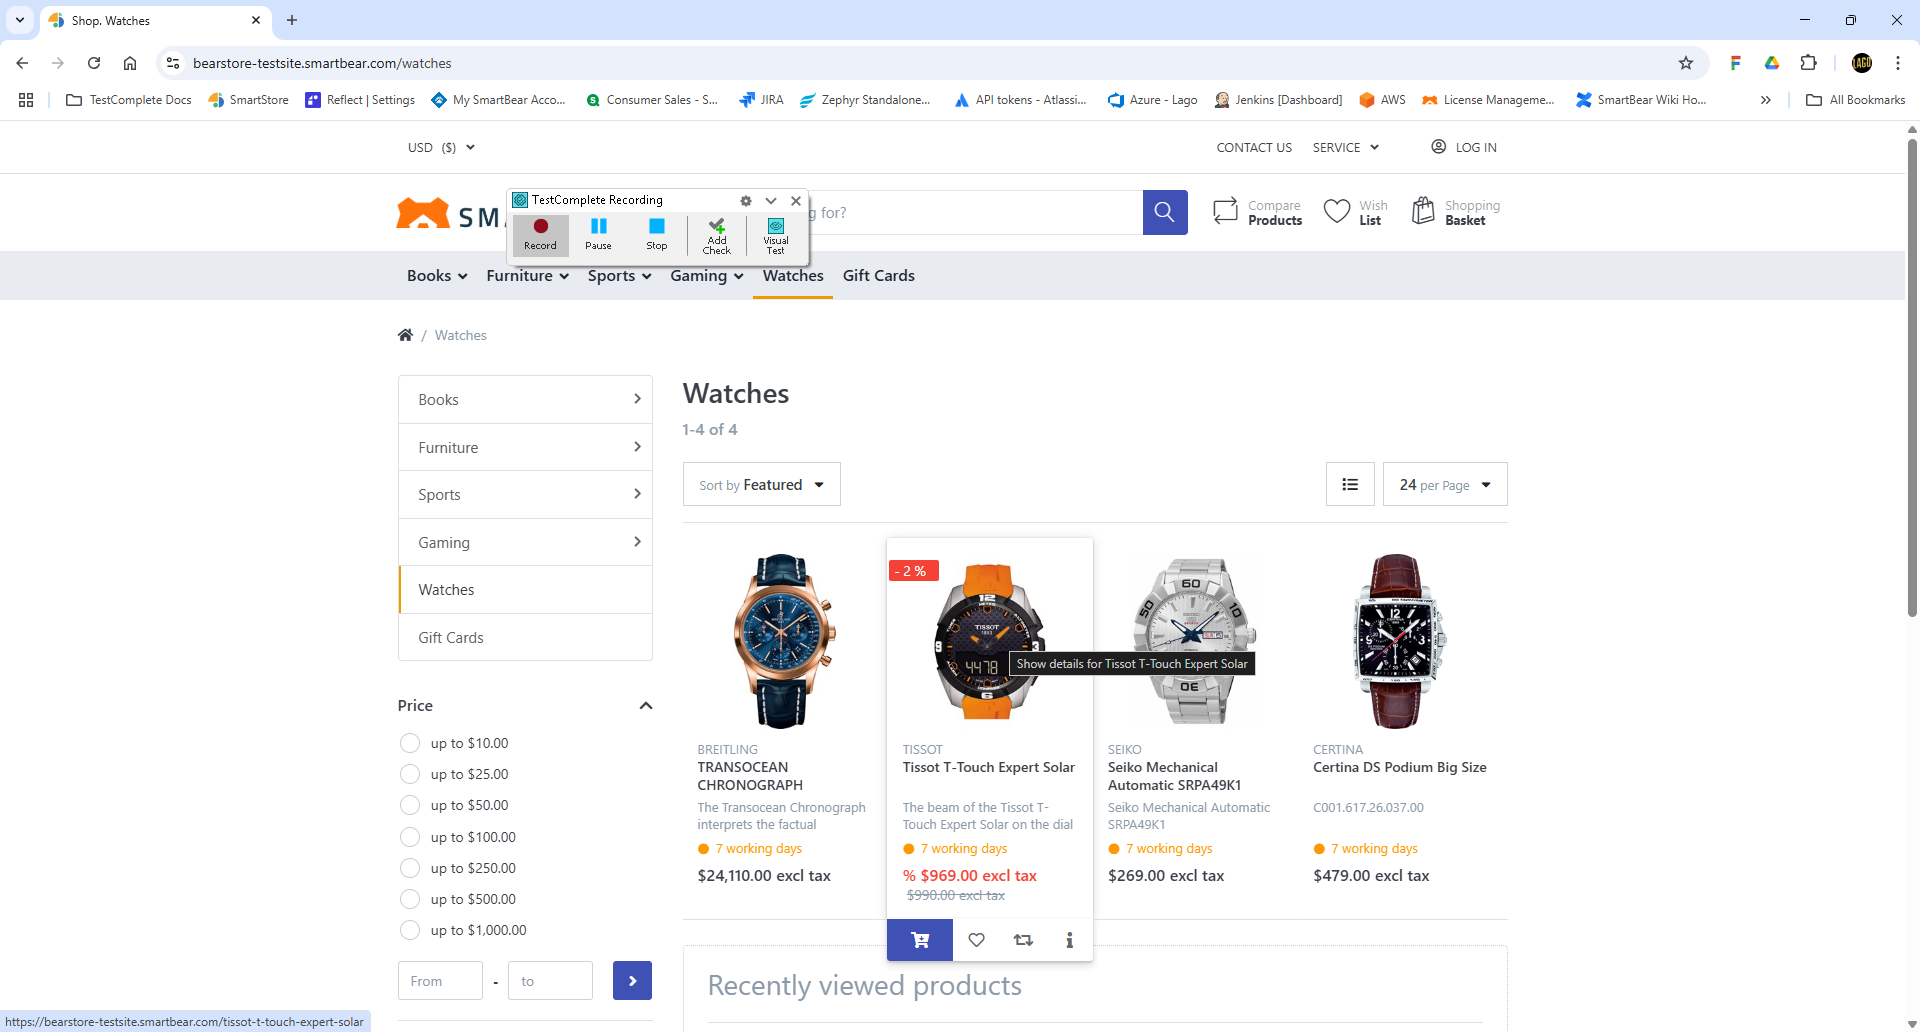 Shop. Watches
bearstore-testsite.smartbear.com/watches
TestComplete Docs
SmartStore
Reflect | Settings
My SmartBear Acco...
Consumer Sales - S...
JIRA
Zephyr Standalone...
API tokens - Atlassi...
Azure - Lago
Jenkins [Dashboard]
AWS
License Manageme...
SmartBear Wiki Ho...
All Bookmarks
USD ($)
CONTACT US
SERVICE
LOG IN
SM
TestComplete Recording
Record
Pause
Stop
Add Check
Visual Test
g for?
Compare
Products
Wish
List
Shopping
Basket
Books
Furniture
Sports
Gaming
Watches
Gift Cards
/ Watches
Books
Furniture
Sports
Gaming
Watches
Gift Cards
Watches
1-4 of 4
Sort by Featured
24 per Page
- 2 %
TISSOT
1853
4478
SEIKO
Show details for Tissot T-Touch Expert Solar
BREITLING
TRANSOCEAN
CHRONOGRAPH
The Transocean Chronograph
interprets the factual
7 working days
$24,110.00 excl tax
TISSOT
Tissot T-Touch Expert Solar
The beam of the Tissot T-
Touch Expert Solar on the dial
7 working days
% $969.00 excl tax
$990.00 excl tax
SEIKO
Seiko Mechanical
Automatic SRPA49K1
Seiko Mechanical Automatic
SRPA49K1
7 working days
$269.00 excl tax
CERTINA
Certina DS Podium Big Size
C001.617.26.037.00
7 working days
$479.00 excl tax
Price
up to $10.00
up to $25.00
up to $50.00
up to $100.00
up to $250.00
up to $500.00
up to $1,000.00
From - to
Recently viewed products
https://bearstore-testsite.smartbear.com/tissot-t-touch-expert-solar